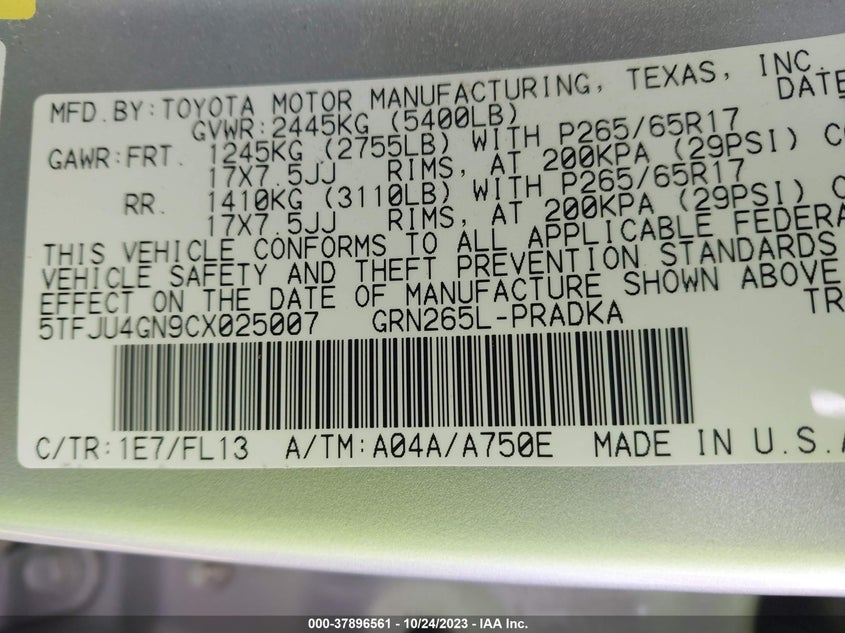 MFD.BY:TOYOTA MOTOR MANUFACTURING, TEXAS, INC.
DATE
GVWR:2445KG (5400LB)
GAWR:FRT. 1245KG (2755LB) WITH P265/65R17
17X7.5JJ RIMS, AT 200KPA (29PSI)
RR. 1410KG (3110LB) WITH P265/65R17
17X7.5JJ RIMS, AT 200KPA (29PSI)
THIS VEHICLE CONFORMS TO ALL APPLICABLE
VEHICLE SAFETY AND THEFT PREVENTION STANDARDS
EFFECT ON THE DATE OF MANUFACTURE SHOWN ABOVE
5TFJU4GN9CX025007 GRN265L-PRADKA
C/TR:1E7/FL13 A/TM:A04A/A750E MADE IN U.S.A
000-37896561 - 10/24/2023 - IAA Inc.